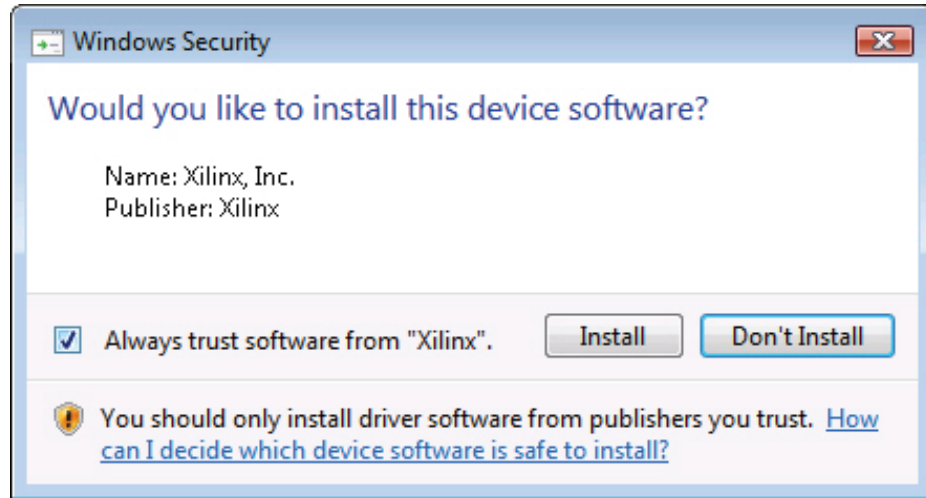 Windows Security
Would you like to install this device software?
Name: Xilinx, Inc.
Publisher: Xilinx
Always trust software from "Xilinx".
Install
Don't Install
You should only install driver software from publishers you trust. How
can I decide which device software is safe to install?